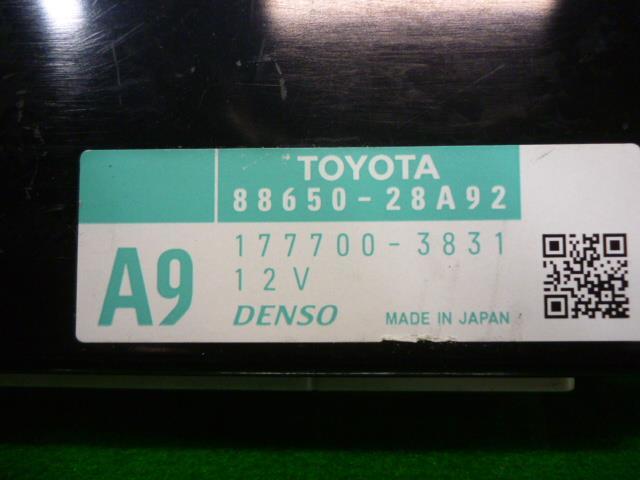 TOYOTA
88650-28A92
A9
177700-3831
12V
DENSO
MADE IN JAPAN